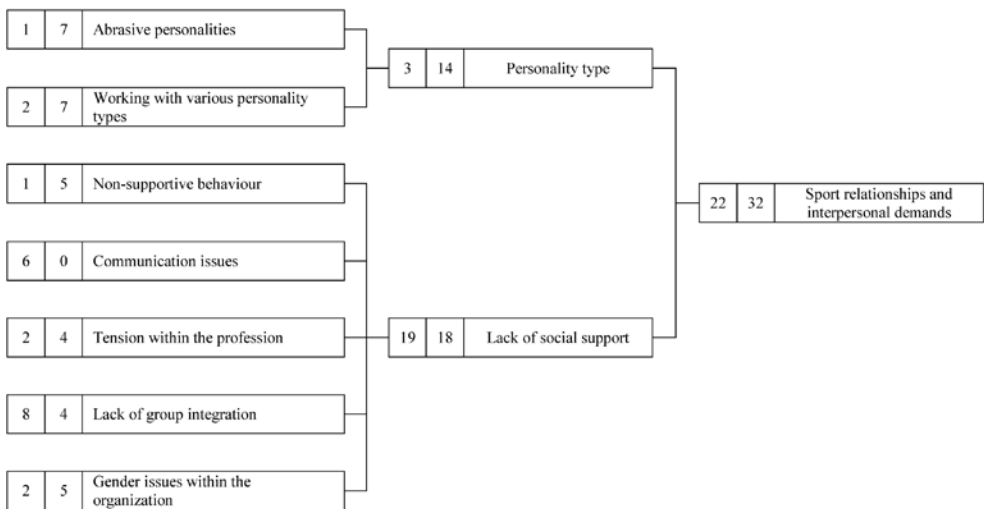 1 7 Abrasive personalities
3 14 Personality type
2 7 Working with various personality
types
1 5 Non-supportive behaviour
22 32 Sport relationships and
interpersonal demands
6 0 Communication issues
2 4 Tension within the profession
19 18 Lack of social support
8 4 Lack of group integration
2 5 Gender issues within the
organization